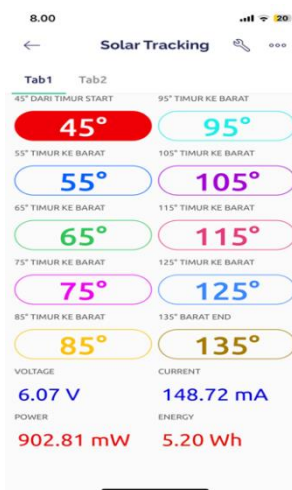 8.00 20
Solar Tracking
Tab1 Tab2
45° DARI TIMUR START 95° TIMUR KE BARAT
45° 95°
55° TIMUR KE BARAT 105° TIMUR KE BARAT
55° 105°
65° TIMUR KE BARAT 115° TIMUR KE BARAT
65° 115°
75° TIMUR KE BARAT 125° TIMUR KE BARAT
75° 125°
85° TIMUR KE BARAT 135° BARAT END
85° 135°
VOLTAGE CURRENT
6.07 V 148.72 mA
POWER ENERGY
902.81 mW 5.20 Wh